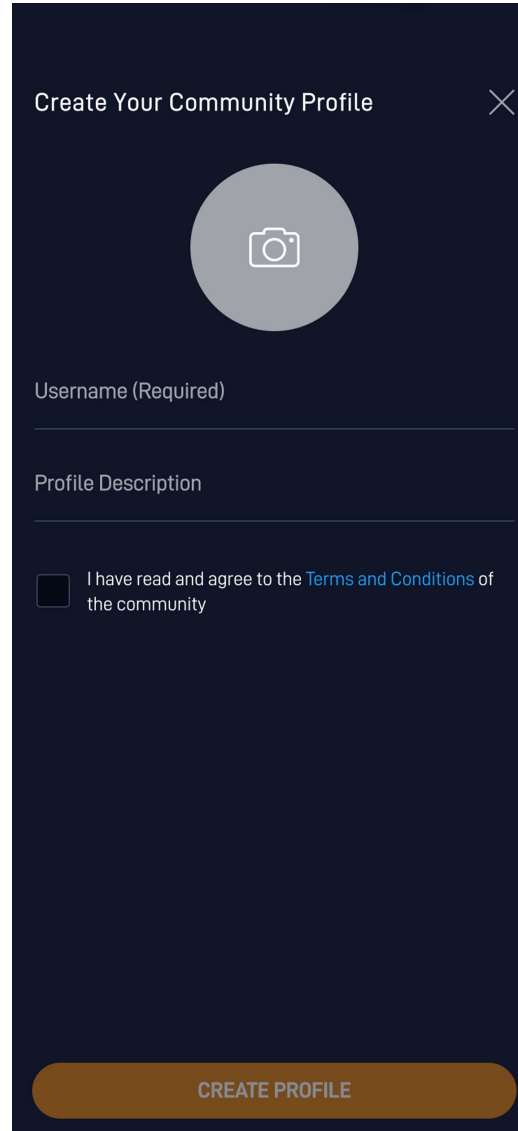 Create Your Community Profile
Username (Required)
Profile Description
I have read and agree to the Terms and Conditions of
the community
CREATE PROFILE